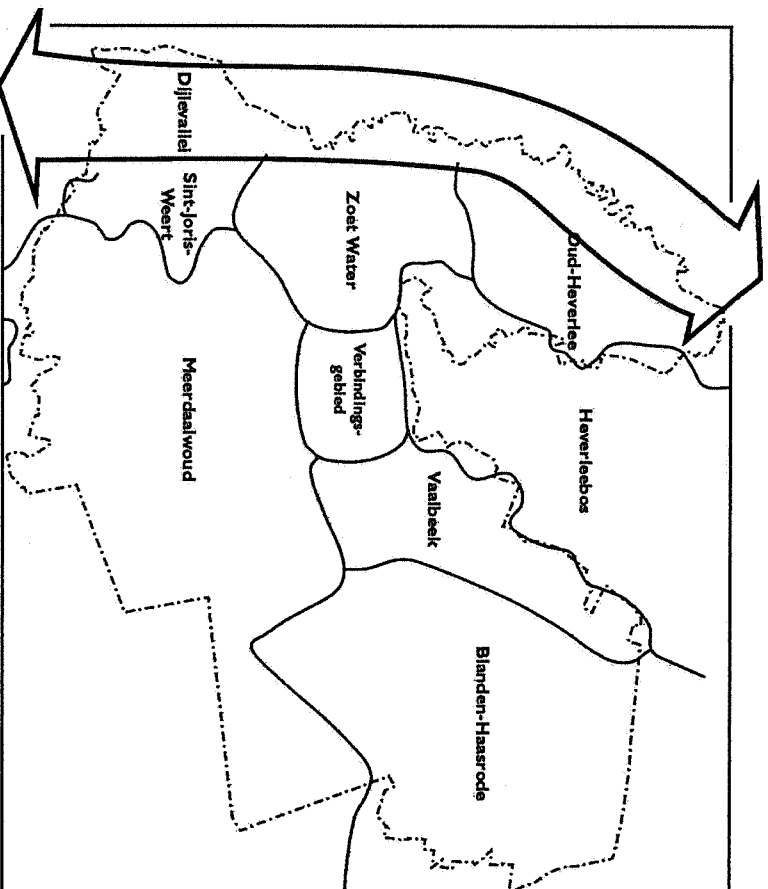 Oud-Heverlee
Heverleebos
Blanden-Haasrode
Vaalbeek
Zoet Water
Verbindings-
gebied
Dijlevallei
Sint-Joris-
Weert
Meerdaalwoud